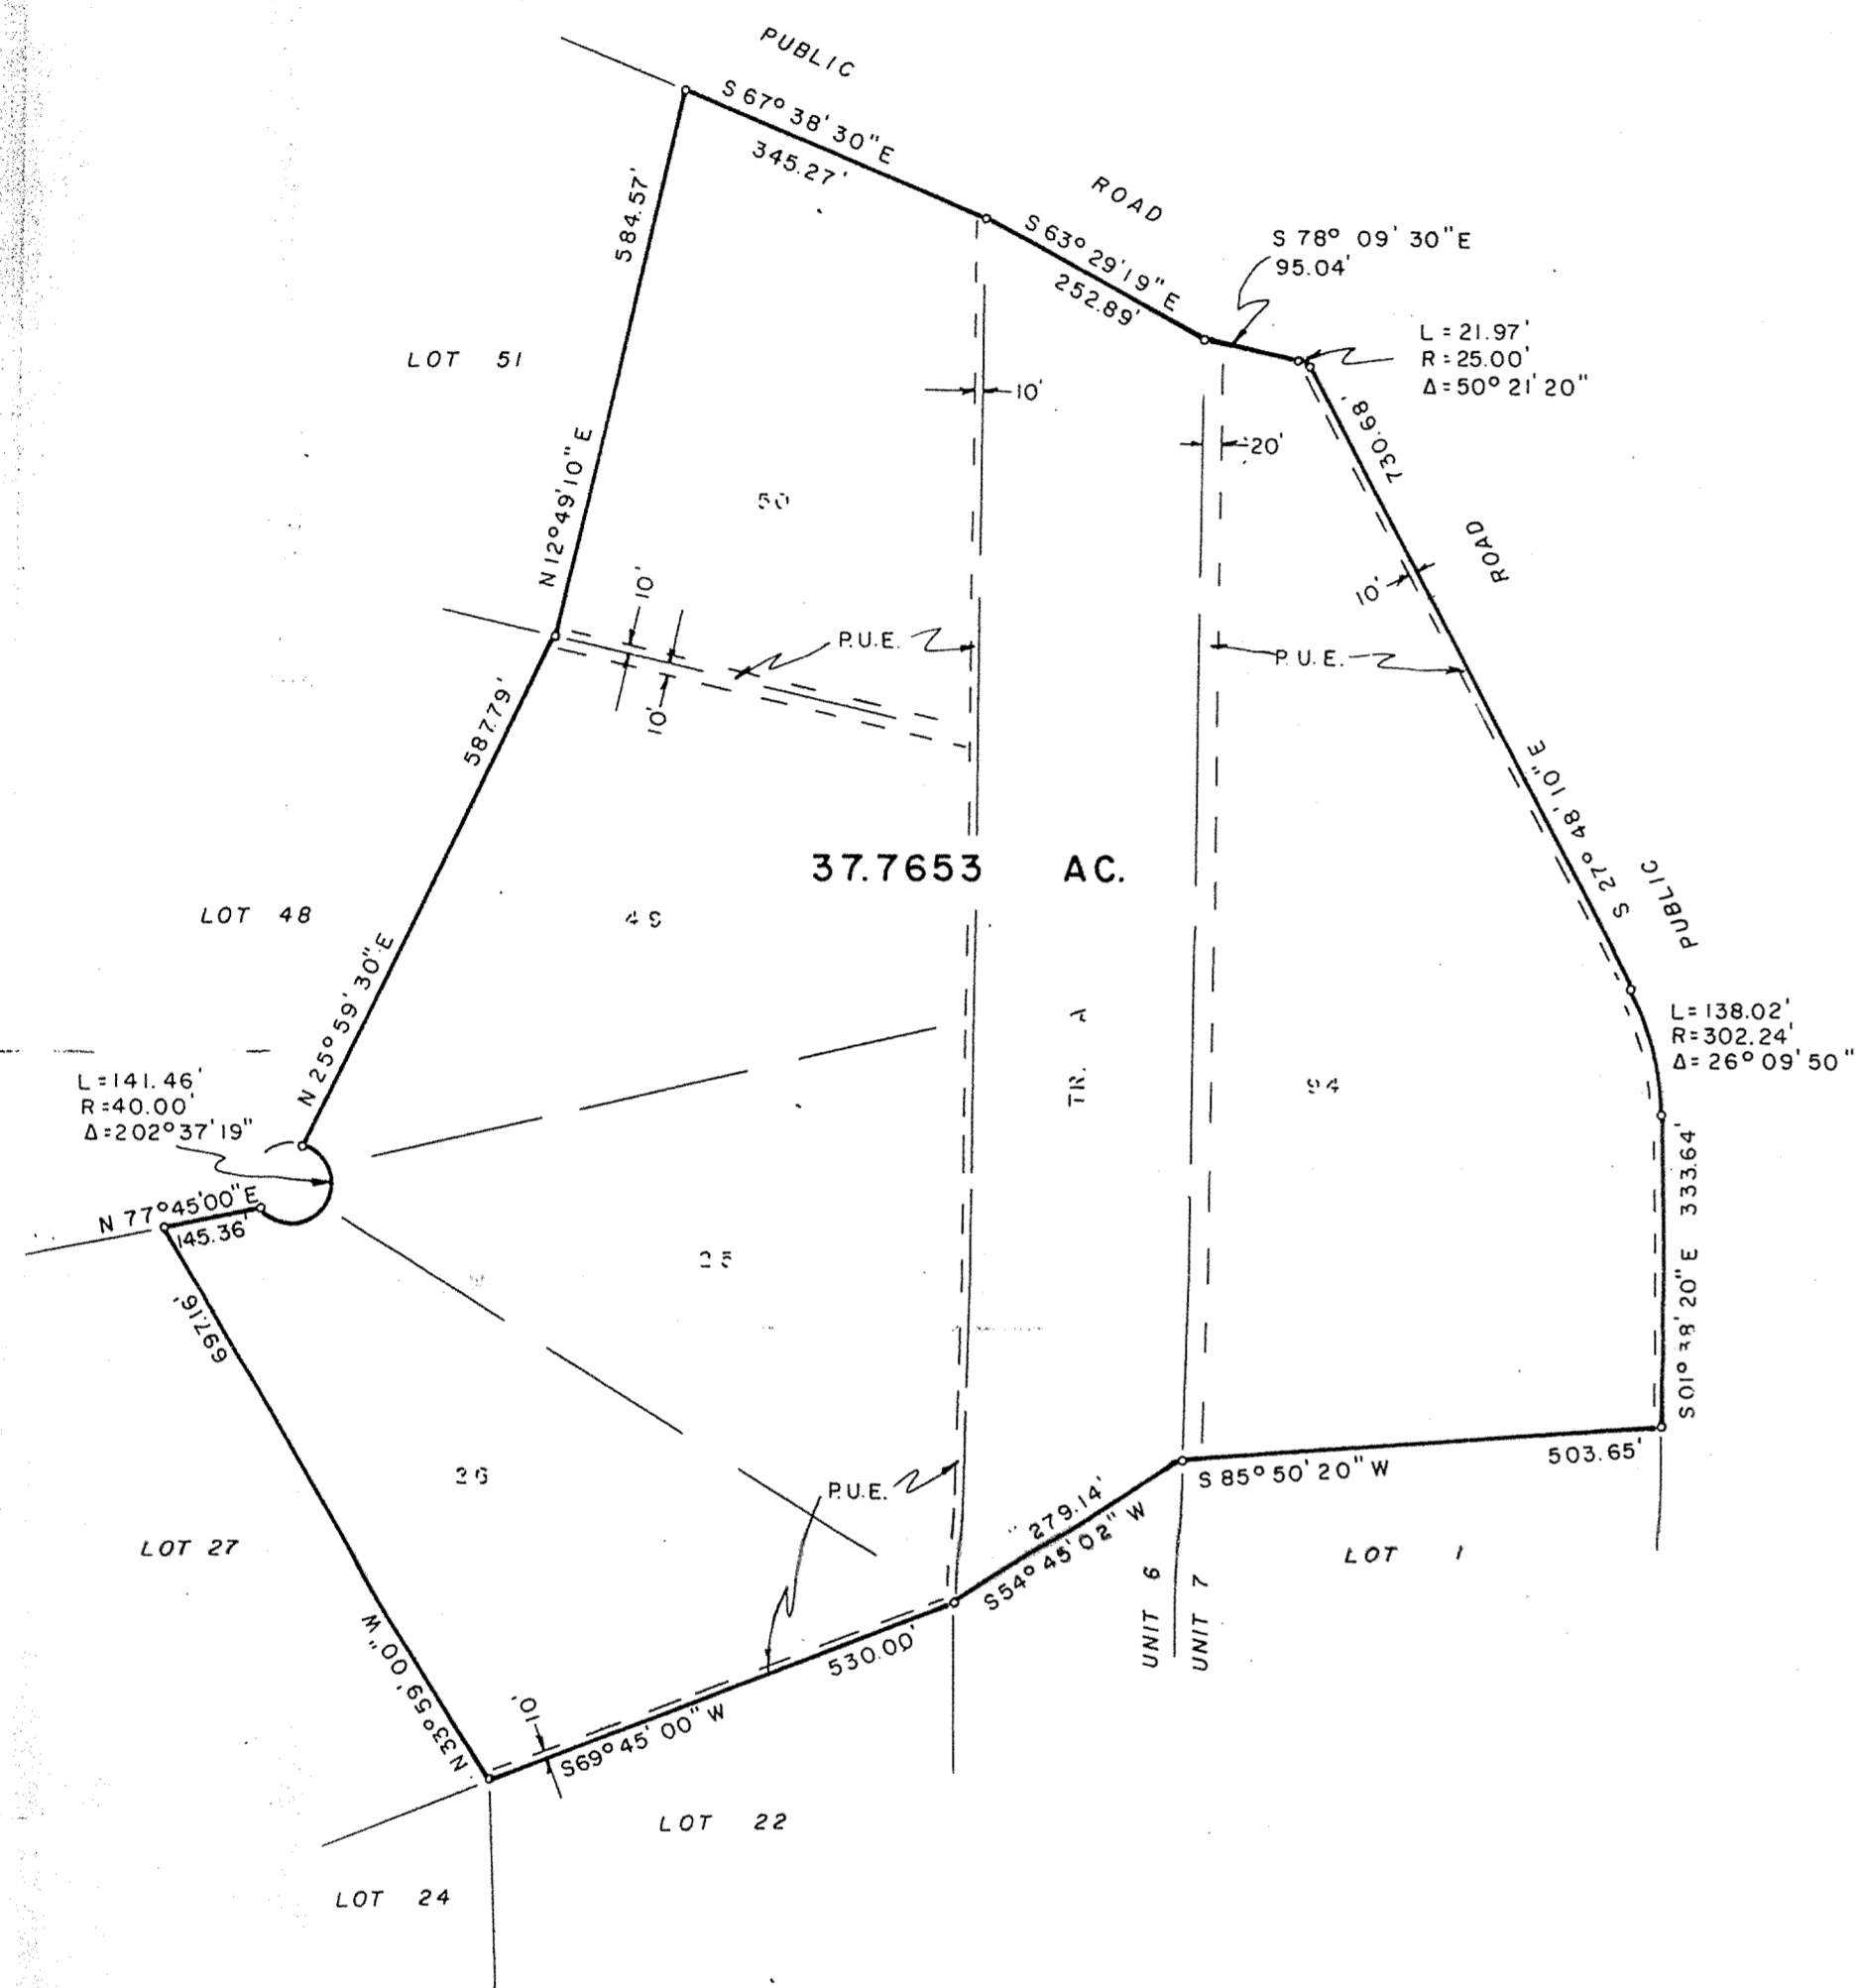 PUBLIC
S 67° 38' 30" E
345.27'
ROAD
S 63° 29' 19" E
252.89'
S 78° 09' 30" E
95.04'
L = 21.97'
R = 25.00'
Δ = 50° 21' 20"
584.57'
N 12° 49' 10" E
LOT 51
10'
20'
730.68'
50
ROAD
10'
10'
P.U.E.
P.U.E.
10'
587.79'
S 27° 48' 10" E
37.7653 AC.
PUBLIC
LOT 48
49
N 25° 59' 30" E
L = 138.02'
R = 302.24'
Δ = 26° 09' 50"
TR. A
94
L = 141.46'
R = 40.00'
Δ = 202° 37' 19"
N 77° 45' 00" E
145.36'
333.64'
S 01° 38' 20" E
697.16'
503.65'
S 85° 50' 20" W
P.U.E.
279.14'
S 54° 45' 02" W
LOT 27
LOT 1
UNIT 6
UNIT 7
530.00'
S 69° 45' 00" W
N 33° 59' 00" W
10'
LOT 22
LOT 24